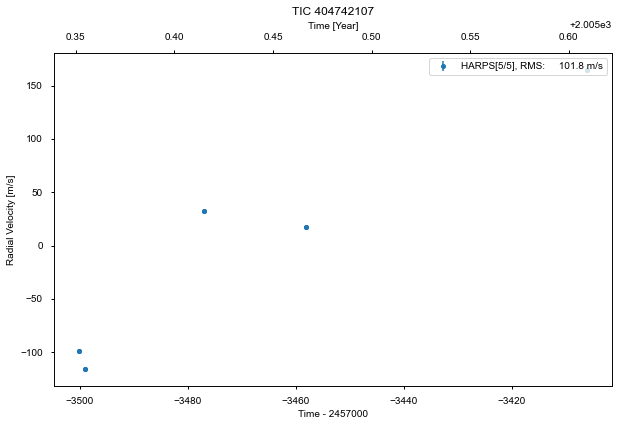 TIC 404742107
Time [Year]
+2.005e3
0.35 0.40 0.45 0.50 0.55 0.60
HARPS[5/5], RMS: 101.8 m/s
150
100
50
0
−50
−100
Radial Velocity [m/s]
−3500 −3480 −3460 −3440 −3420
Time - 2457000